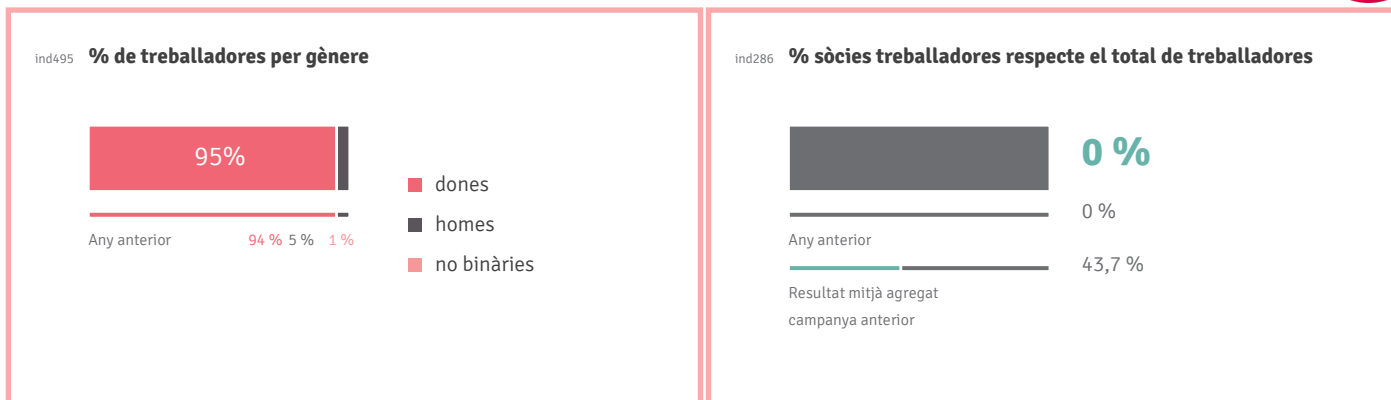 ind495 % de treballadores per gènere
95%
dones
homes
no binàries
Any anterior 94 % 5 % 1 %
ind286 % sòcies treballadores respecte el total de treballadores
0 %
0 %
Any anterior
43,7 %
Resultat mitjà agregat
campanya anterior